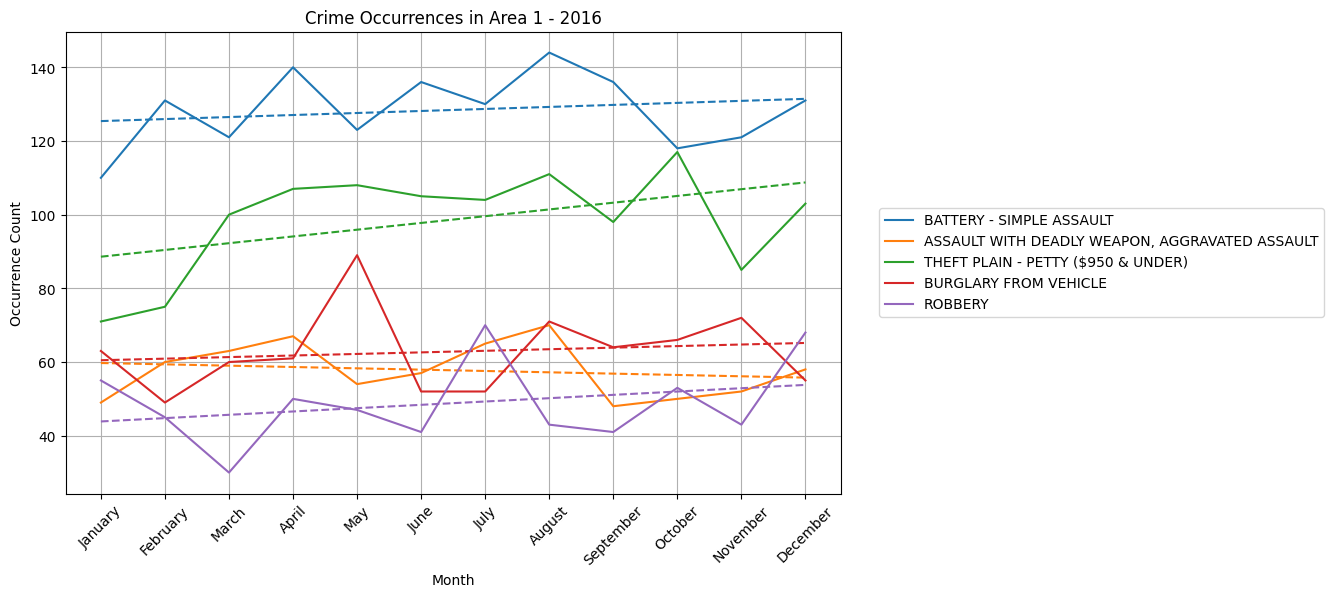 Crime Occurrences in Area 1 - 2016
Occurrence Count
140
120
100
80
60
40
January
February
March
April
May
June
July
August
September
October
November
December
Month
BATTERY - SIMPLE ASSAULT
ASSAULT WITH DEADLY WEAPON, AGGRAVATED ASSAULT
THEFT PLAIN - PETTY ($950 & UNDER)
BURGLARY FROM VEHICLE
ROBBERY